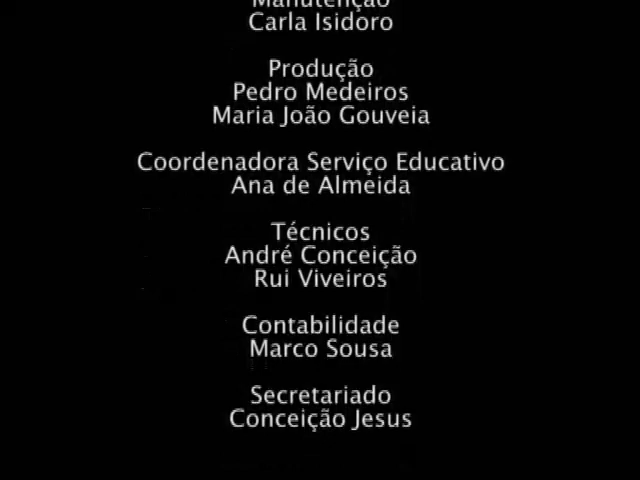 Manutenção
Carla Isidoro
Produção
Pedro Medeiros
Maria João Gouveia
Coordenadora Serviço Educativo
Ana de Almeida
Técnicos
André Conceição
Rui Viveiros
Contabilidade
Marco Sousa
Secretariado
Conceição Jesus